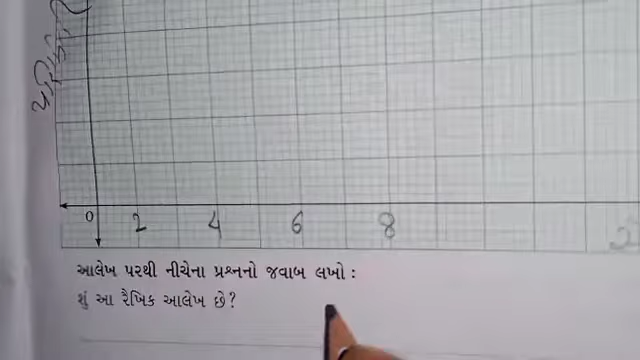 0 2 4 6 8
આલેખ પરથી નીચેના પ્રશ્નનો જવાબ લખો :
શું આ રૈખિક આલેખ છે?